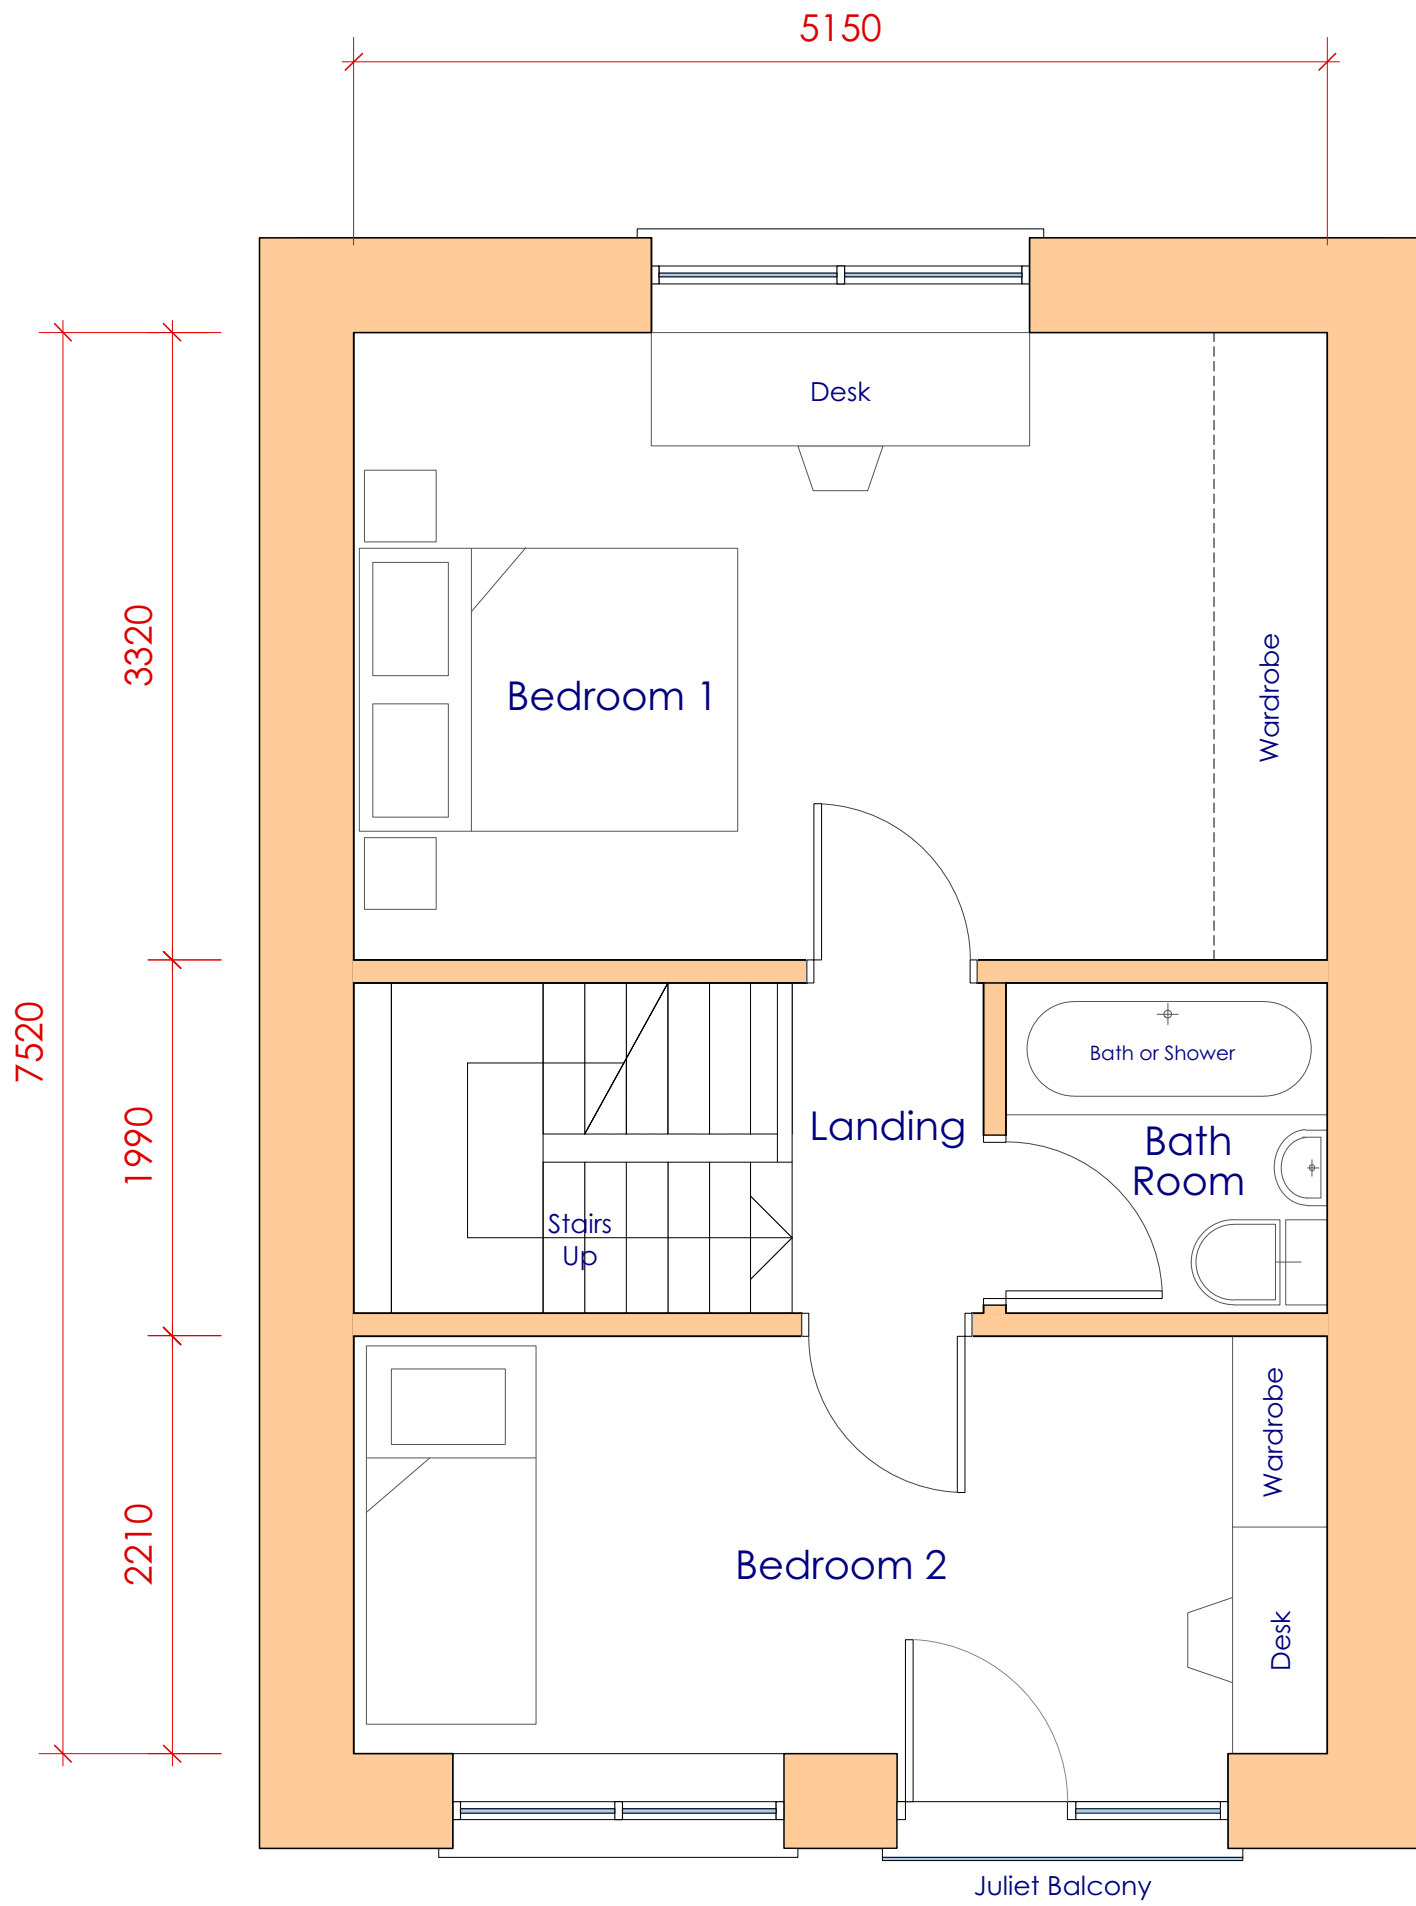 5150
Desk
3320
Bedroom 1
Wardrobe
7520
1990
Bath or Shower
Landing
Bath
Room
Stairs
Up
2210
Wardrobe
Bedroom 2
Desk
Juliet Balcony